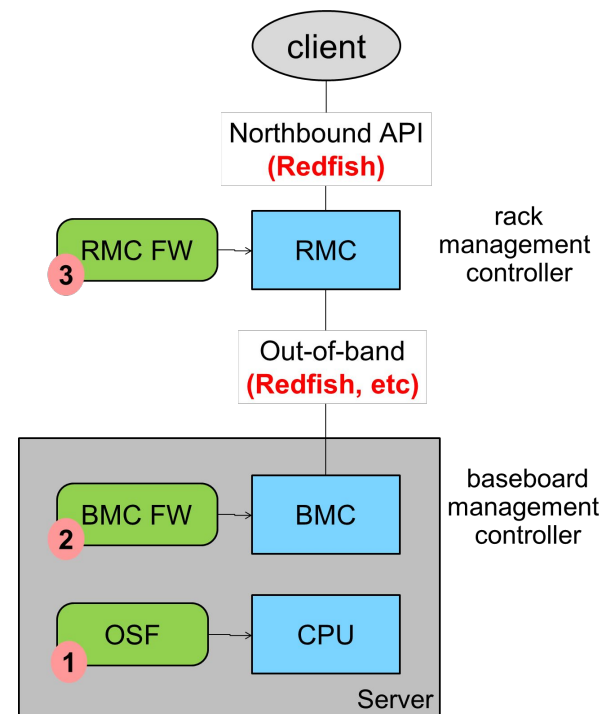 client
Northbound API
(Redfish)
RMC FW
3
RMC
rack
management
controller
Out-of-band
(Redfish, etc)
BMC FW
2
BMC
baseboard
management
controller
OSF
1
CPU
Server